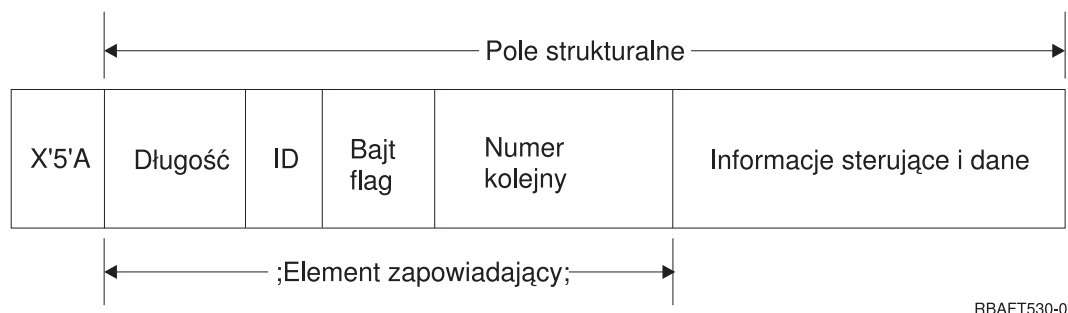 Pole strukturalne
X'5'A
Długość
ID
Bajt
flag
Numer
kolejny
Informacje sterujące i dane
;Element zapowiadający;
RBAFT530-0